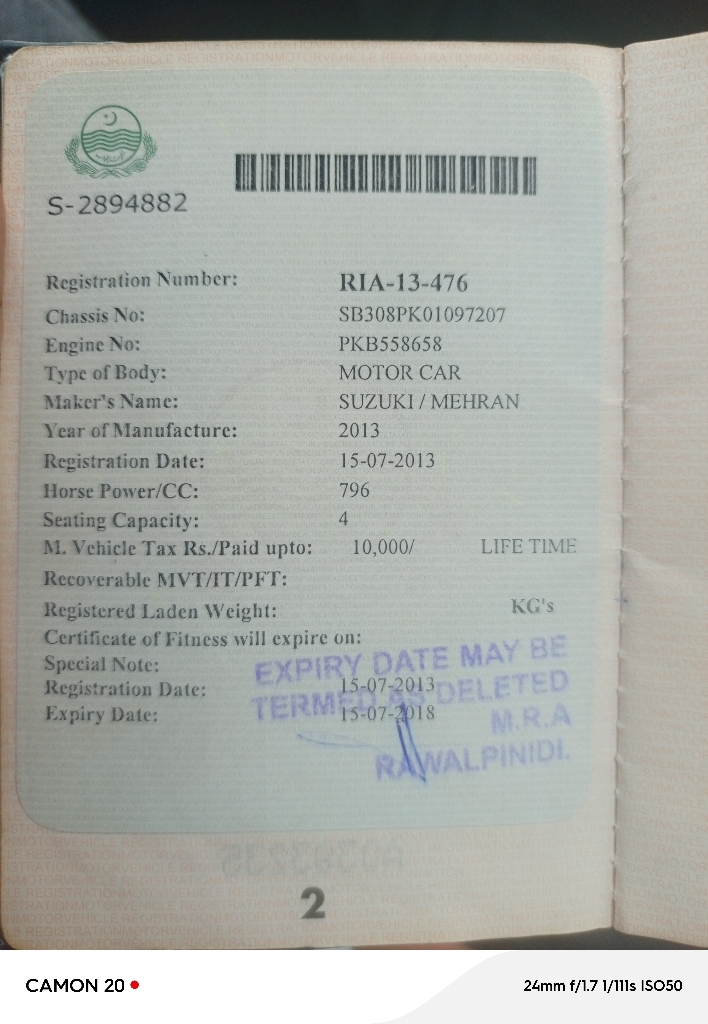 S-2894882
Registration Number: RIA-13-476
Chassis No: SB308PK01097207
Engine No: PKB558658
Type of Body: MOTOR CAR
Maker's Name: SUZUKI / MEHRAN
Year of Manufacture: 2013
Registration Date: 15-07-2013
Horse Power/CC: 796
Seating Capacity: 4
M. Vehicle Tax Rs./Paid upto: 10,000/ LIFE TIME
Recoverable MVT/IT/PFT:
Registered Laden Weight: KG's
Certificate of Fitness will expire on:
Special Note:
Registration Date: 15-07-2013
Expiry Date: 15-07-2018
EXPIRY DATE MAY BE
TERMED AS DELETED
M.R.A
RAWALPINIDI.
2
CAMON 20
24mm f/1.7 1/111s ISO50